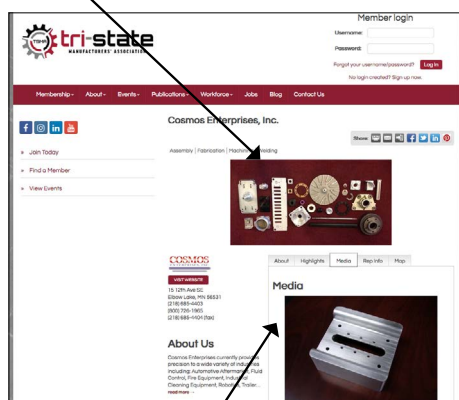 Member login
TSMA
tri-state
MANUFACTURERS' ASSOCIATION
Username:
Password:
Forgot your username/password? Log In
No login created? Sign up now.
Membership About Events Publications Workforce Jobs Blog Contact Us
Cosmos Enterprises, Inc.
Share
Join Today
Find a Member
View Events
Assembly | Fabrication | Machining Welding
COSMOS
VISIT WEBSITE
15 12th Ave SE
Elbow Lake, MN 56531
(218) 685-4403
(800) 726-1965
(218) 685-4404 (fax)
About Highlights Media Rep Info Map
Media
About Us
Cosmos Enterprises currently provides
precision to a wide variety of industries
including: Automotive Aftermarket, Fluid
Control, Fire Equipment, Industrial
Cleaning Equipment, Robotics, Trailer...
read more →